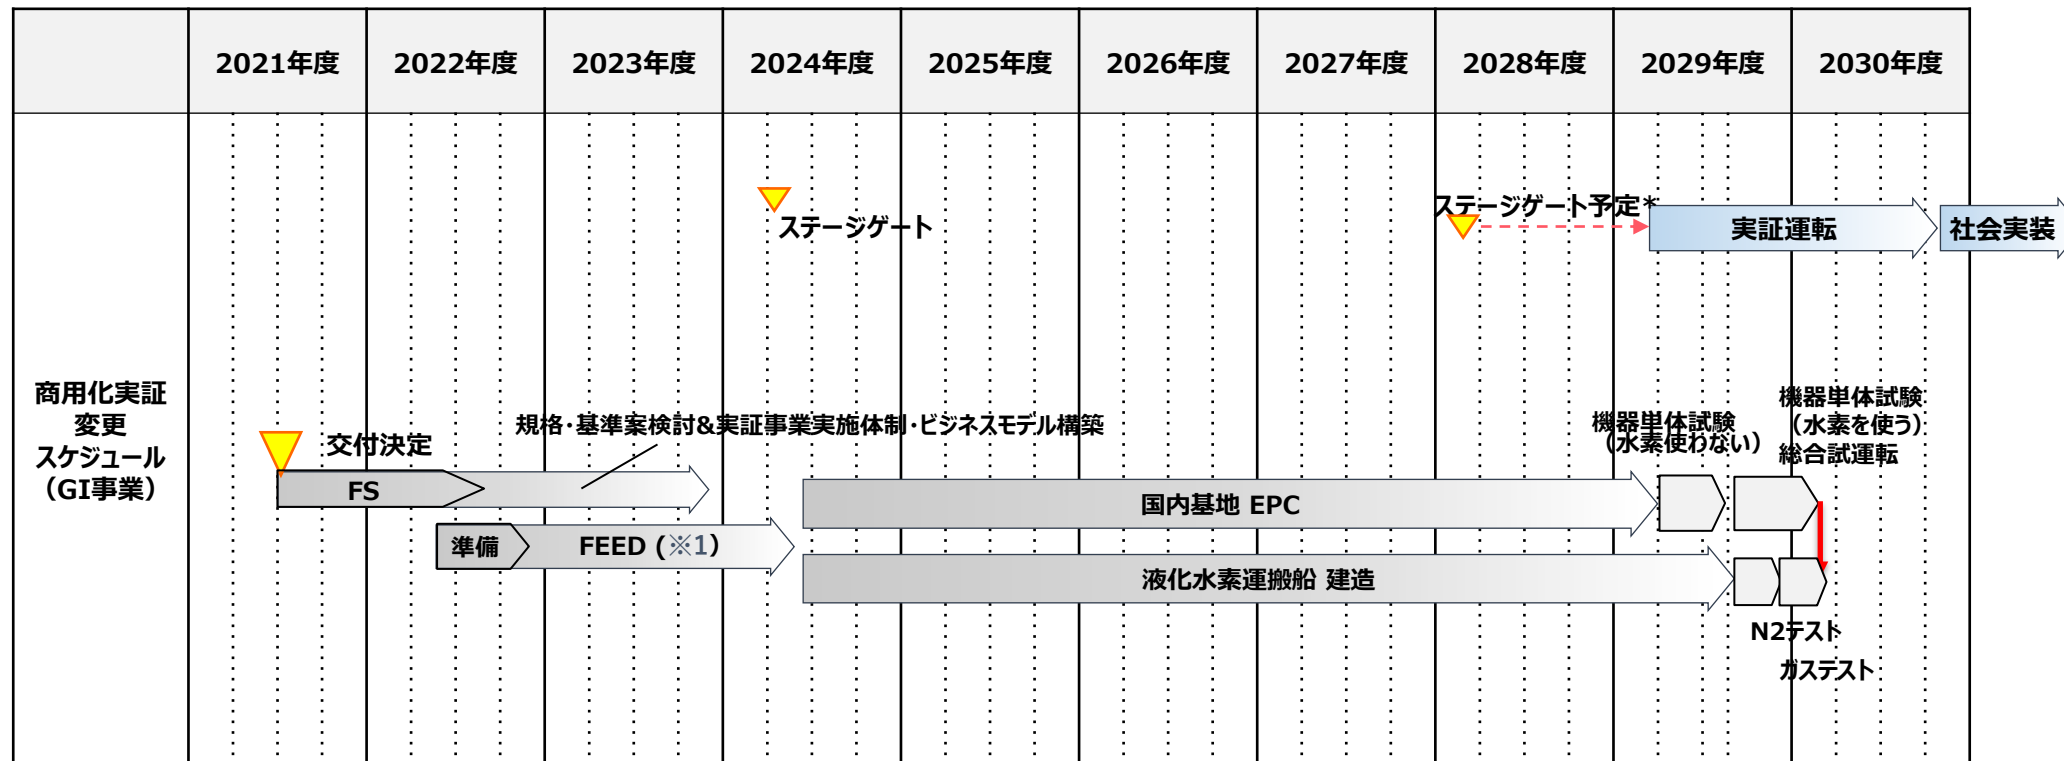 2021年度 2022年度 2023年度 2024年度 2025年度 2026年度 2027年度 2028年度 2029年度 2030年度
ステージゲート
ステージゲート予定*
実証運転
社会実装
商用化実証
変更
スケジュール
（GI事業）
交付決定
規格・基準案検討&実証事業実施体制・ビジネスモデル構築
機器単体試験
（水素使わない）
機器単体試験
（水素を使う）
総合試運転
FS
国内基地 EPC
準備
FEED (※1)
液化水素運搬船 建造
N2テスト
ガステスト